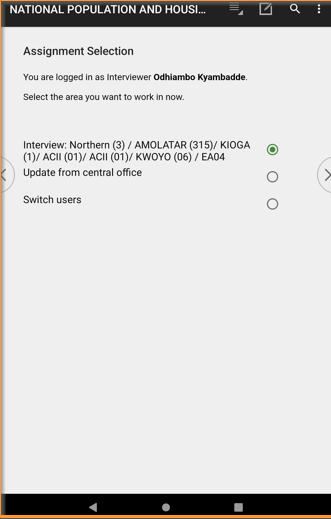 NATIONAL POPULATION AND HOUSI...
Assignment Selection
You are logged in as Interviewer Odhiambo Kyambadde.
Select the area you want to work in now.
Interview: Northern (3) / AMOLATAR (315)/ KIOGA
(1)/ ACII (01)/ ACII (01)/ KWOYO (06) / EA04
Update from central office
Switch users